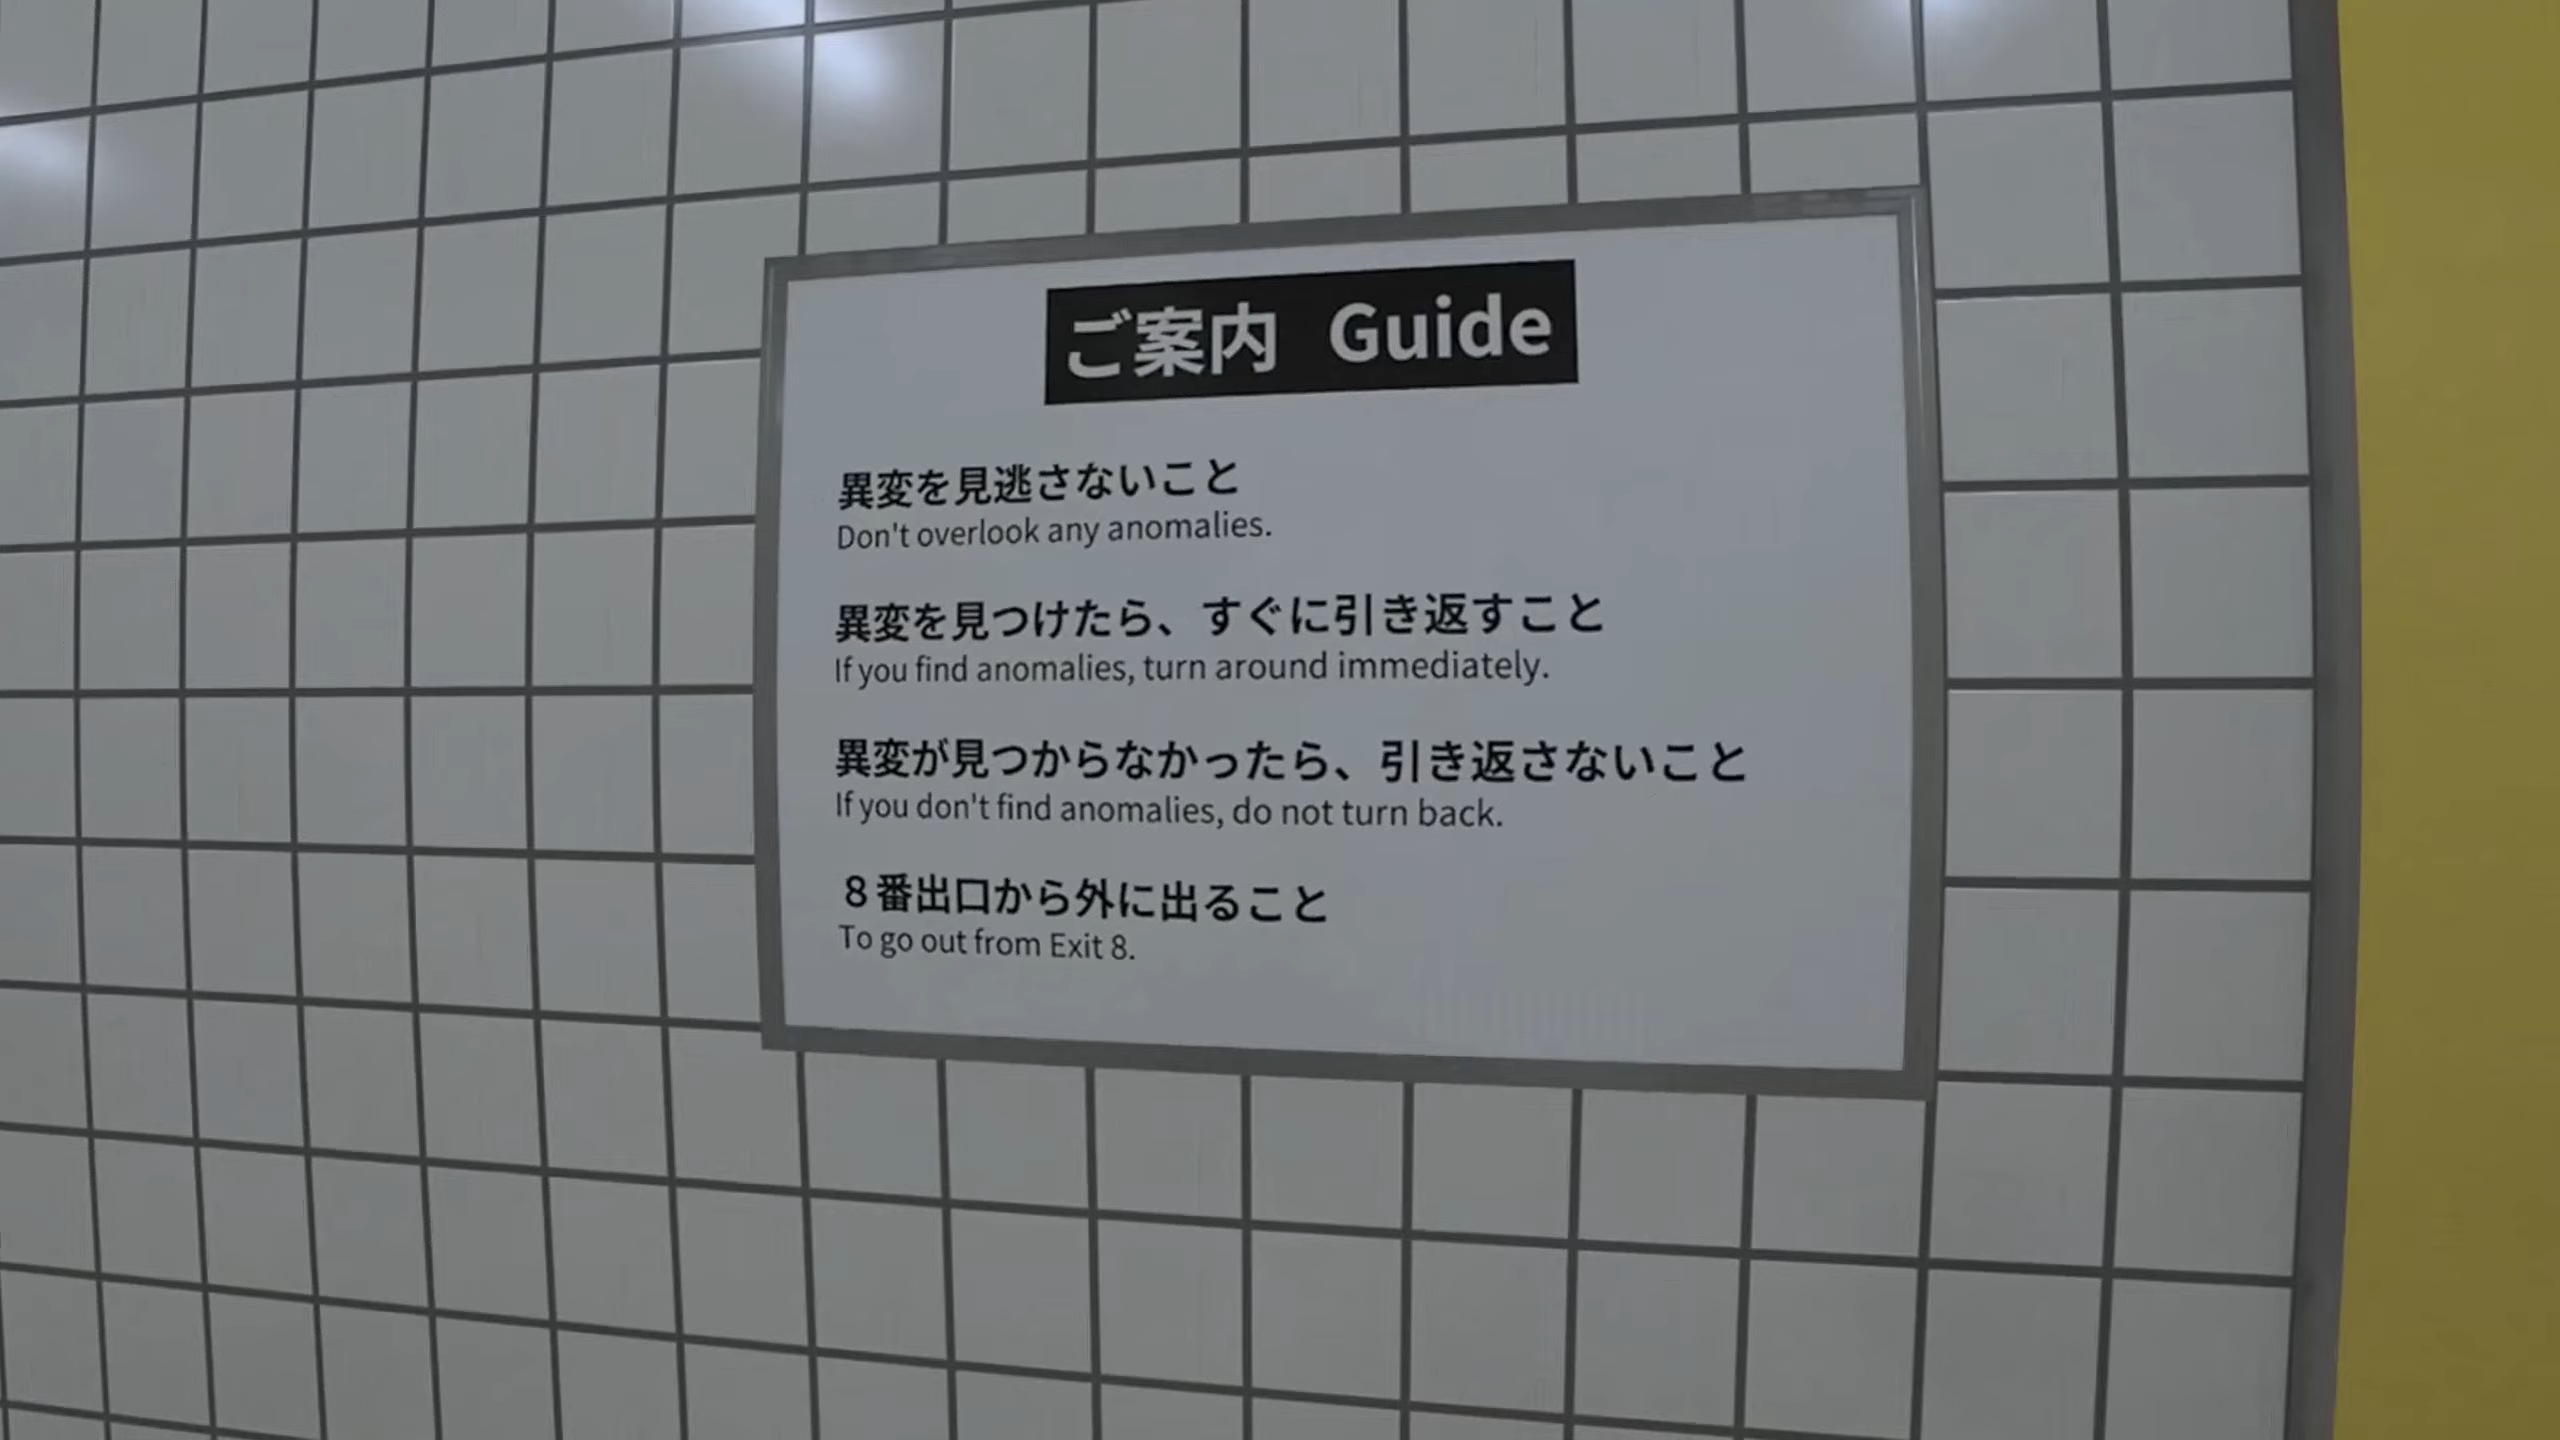 ご案内 Guide
異変を見逃さないこと
Don't overlook any anomalies.
異変を見つけたら、すぐに引き返すこと
If you find anomalies, turn around immediately.
異変が見つからなかったら、引き返さないこと
If you don't find anomalies, do not turn back.
８番出口から外に出ること
To go out from Exit 8.